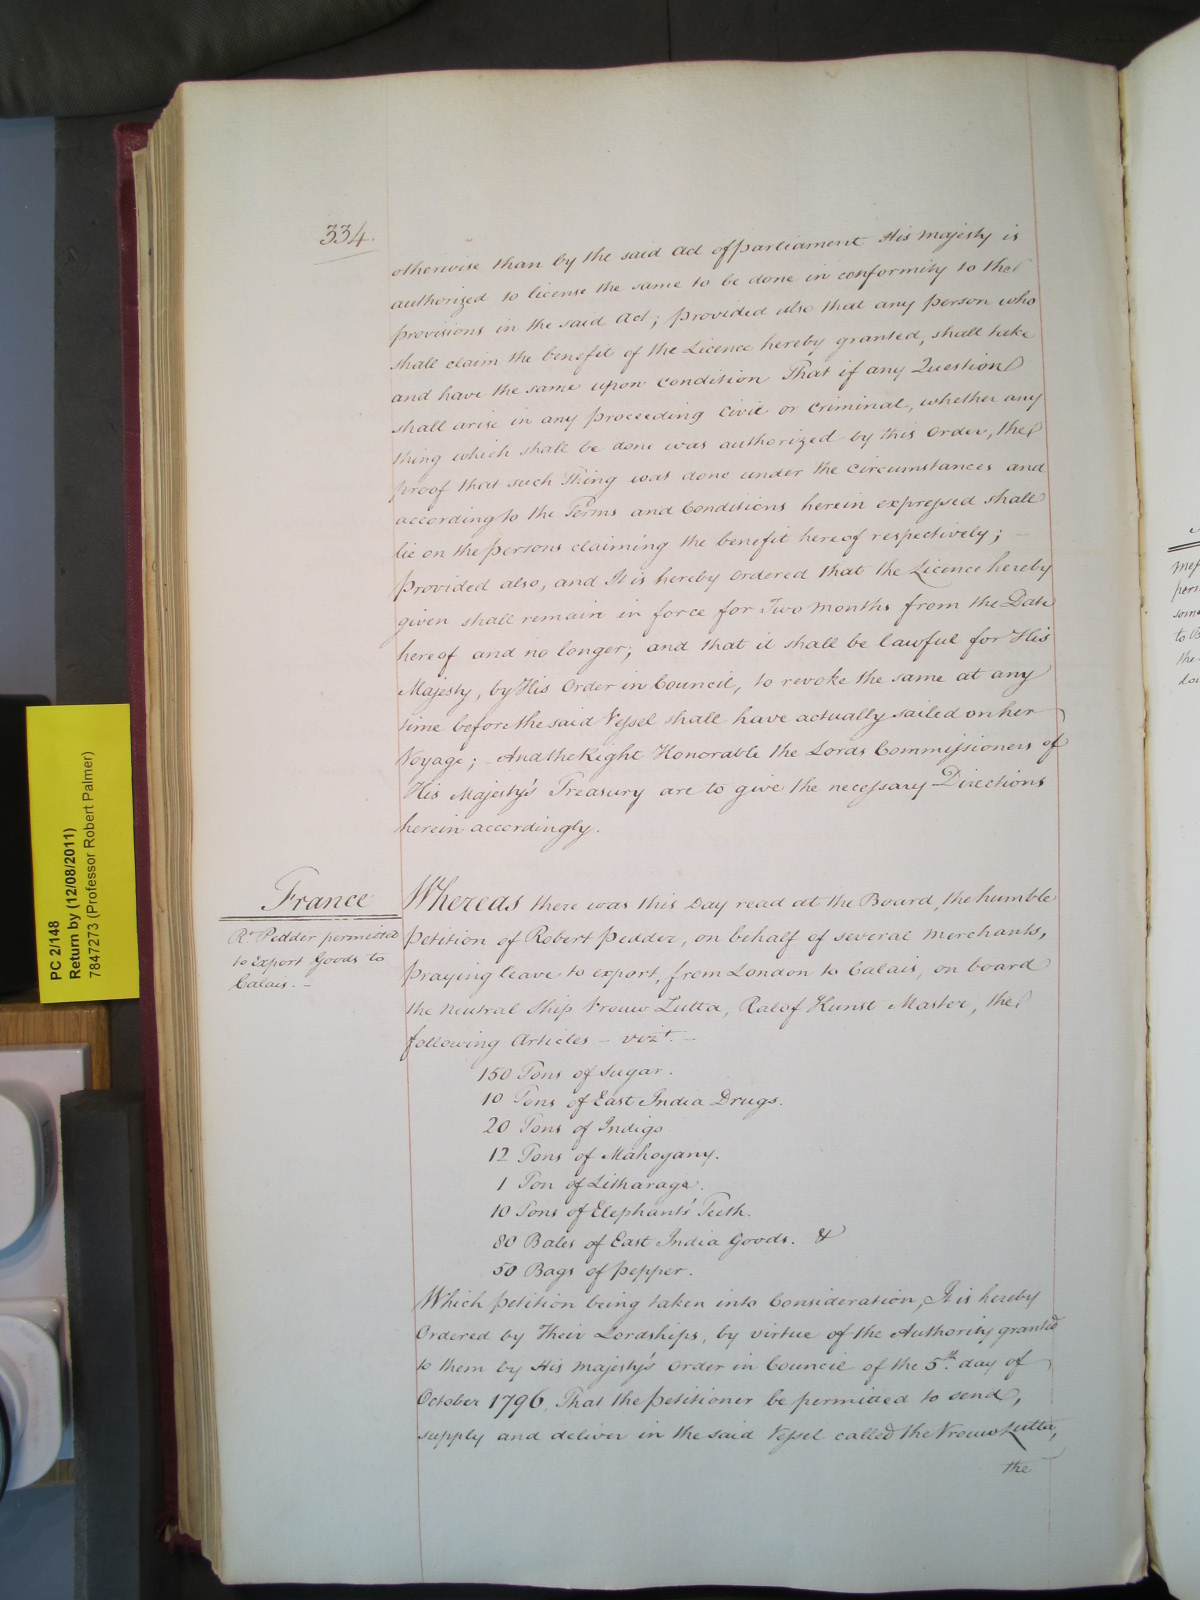 334.
otherwise than by the said Act of parliament His Majesty is
authorized to license the same to be done in conformity to the
provisions in the said Act; provided also that any person who
shall claim the benefit of the Licence hereby granted, shall take
and have the same upon condition That if any Question
shall arise in any proceeding civil or criminal, whether any
thing which shall be done was authorized by this Order, the
proof that such Thing was done under the circumstances and
according to the Terms and Conditions herein expressed shall
lie on the persons claiming the benefit hereof respectively; –
provided also, and It is hereby Ordered that the Licence hereby
given shall remain in force for Two Months from the Date
hereof and no longer; and that it shall be lawful for His
Majesty, by His Order in Council, to revoke the same at any
time before the said Vessel shall have actually sailed on her
Voyage; – And the Right Honorable the Lords Commissioners of
His Majesty's Treasury are to give the necessary Directions
herein accordingly.
France
Rt. Pedder permitted
to Export Goods to
Calais. –
Whereas there was this Day read at the Board, the humble
petition of Robert Pedder, on behalf of several Merchants,
praying leave to export, from London to Calais, on board
the Neutral Ship Vrouw Lutta, Ralof Kunst Master, the
following Articles – vizt. –
150 Tons of Sugar.
10 Tons of East India Drugs.
20 Tons of Indigo
12 Tons of Mahogany.
1 Ton of Litharage.
10 Tons of Elephants' Teeth.
80 Bales of East India Goods. &
50 Bags of pepper.
Which petition being taken into Consideration, It is hereby
Ordered by Their Lordships, by virtue of the Authority granted
to them by His Majesty's Order in Council of the 5th. day of
October 1796, That the petitioner be permitted to send,
supply and deliver in the said Vessel called the Vrouw Lutta,
the
PC 2/148
Return by (12/08/2011)
7847273 (Professor Robert Palmer)